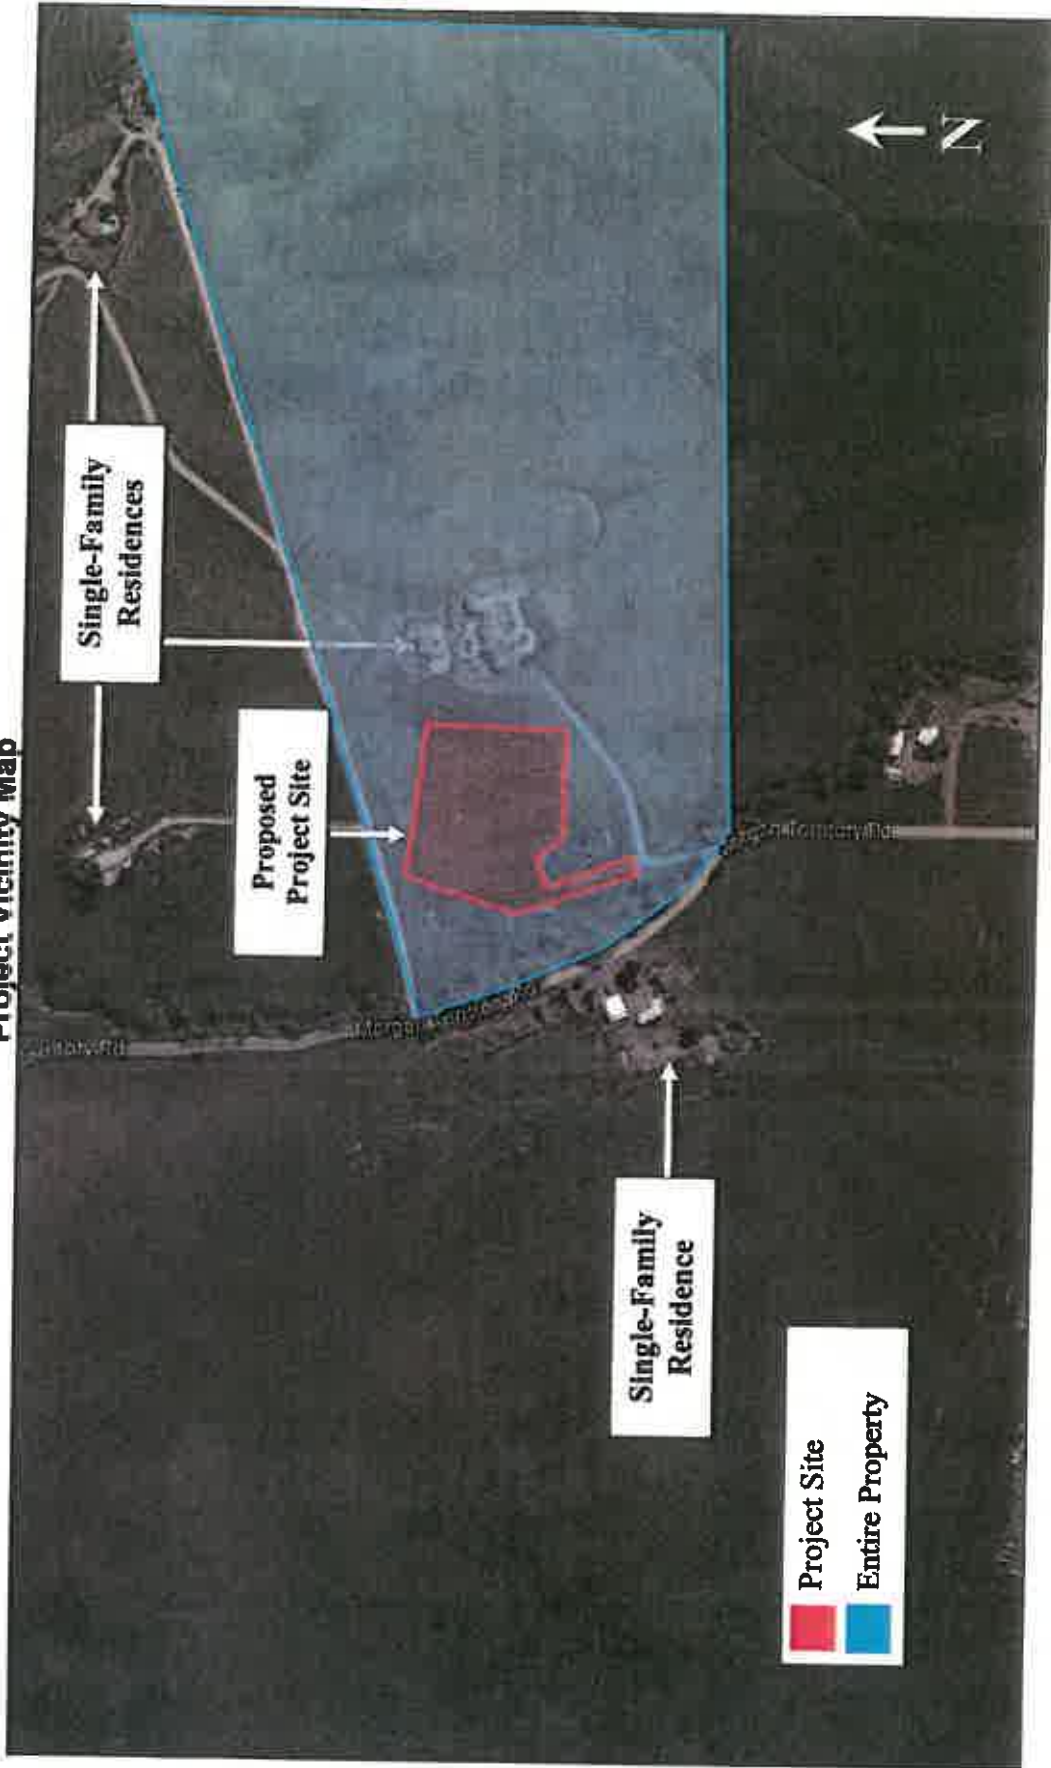 Project Vicinity Map
Single-Family
Residences
Proposed
Project Site
Single-Family
Residence
Project Site
Entire Property
N